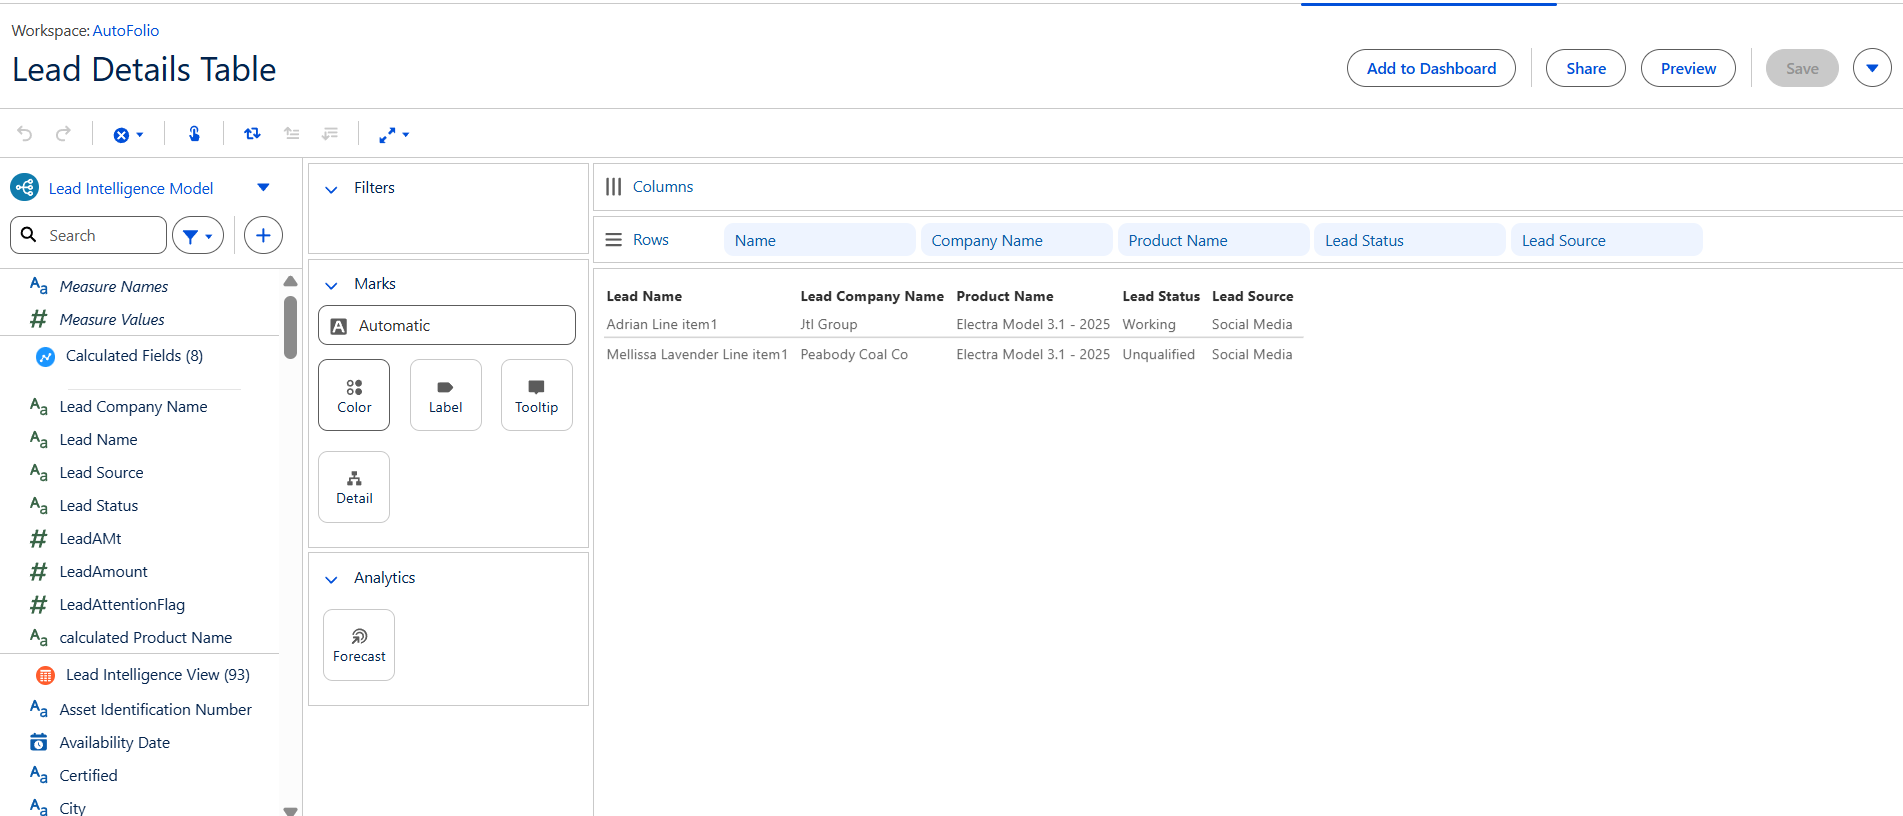 Workspace: AutoFolio
Lead Details Table
Add to Dashboard
Share
Preview
Save
Lead Intelligence Model
Search
Measure Names
Measure Values
Calculated Fields (8)
Lead Company Name
Lead Name
Lead Source
Lead Status
LeadAMt
LeadAmount
LeadAttentionFlag
calculated Product Name
Lead Intelligence View (93)
Asset Identification Number
Availability Date
Certified
City
Filters
Marks
Automatic
Color
Label
Tooltip
Detail
Analytics
Forecast
Columns
Rows Name Company Name Product Name Lead Status Lead Source
Lead Name Lead Company Name Product Name Lead Status Lead Source
Adrian Line item1 Jtl Group Electra Model 3.1 - 2025 Working Social Media
Mellissa Lavender Line item1 Peabody Coal Co Electra Model 3.1 - 2025 Unqualified Social Media